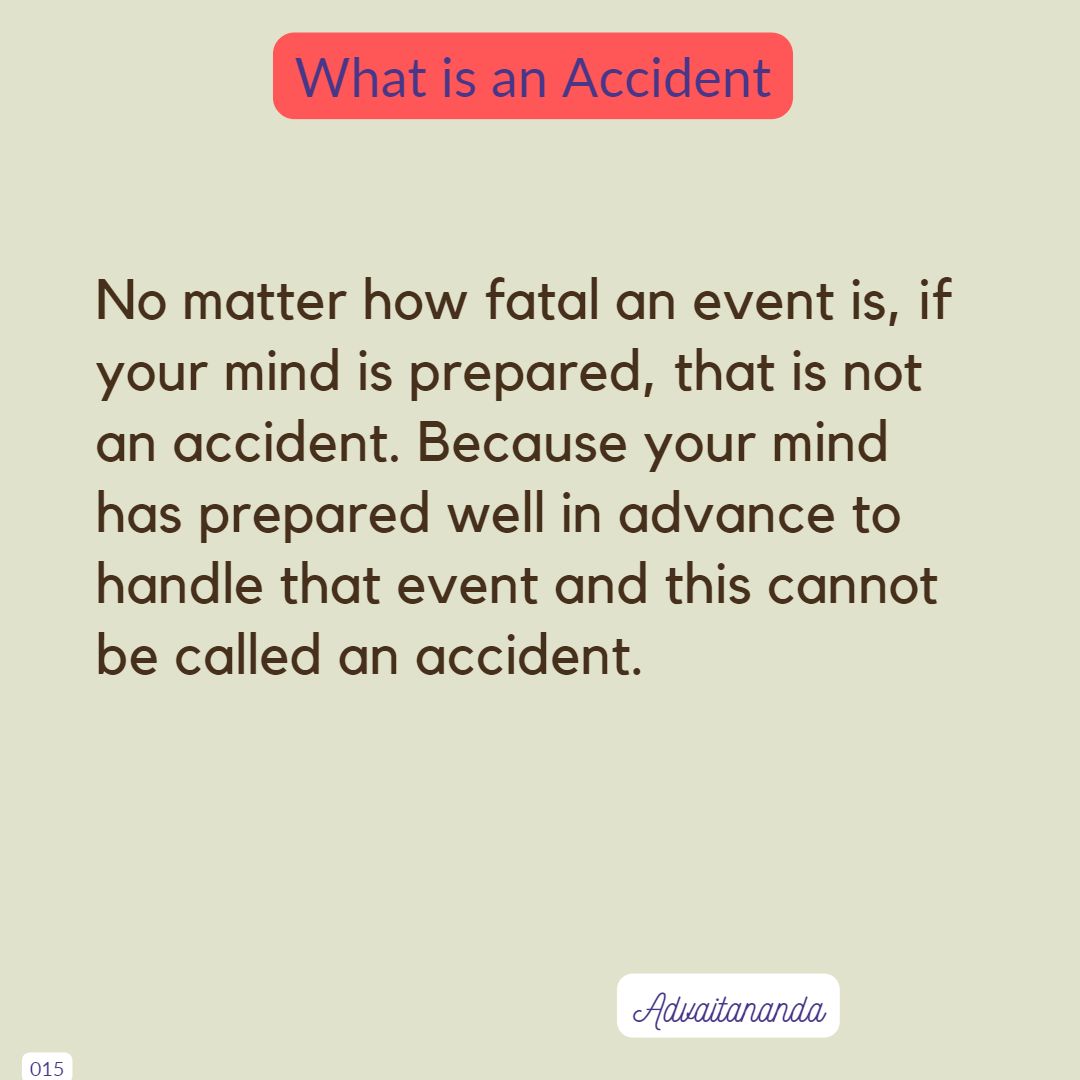 What is an Accident
No matter how fatal an event is, if
your mind is prepared, that is not
an accident. Because your mind
has prepared well in advance to
handle that event and this cannot
be called an accident.
Advaitananda
015